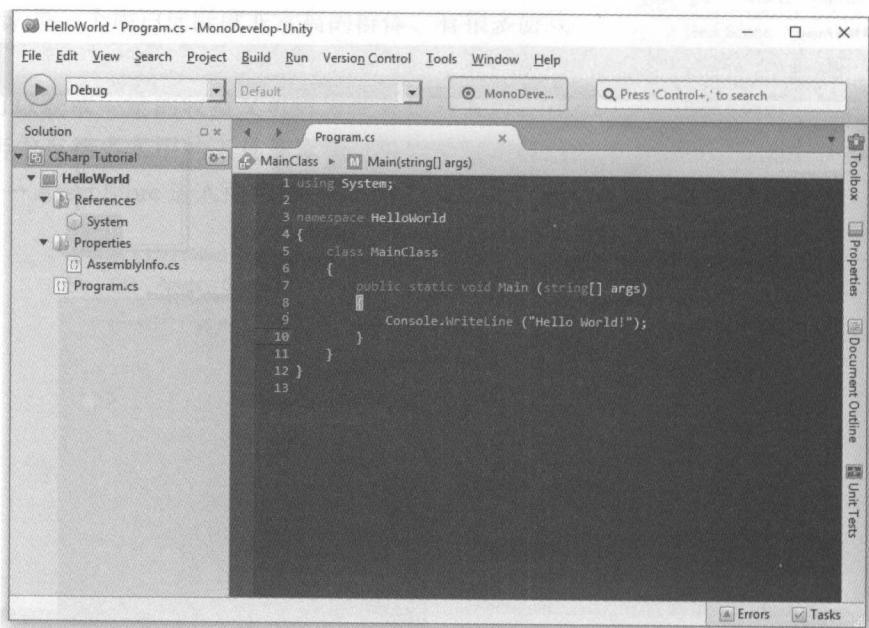 HelloWorld - Program.cs - MonoDevelop-Unity
File Edit View Search Project Build Run Version Control Tools Window Help
Debug
Default
MonoDeve...
Press 'Control+,' to search
Solution
Program.cs
CSharp Tutorial
MainClass
Main(string[] args)
HelloWorld
References
System
Properties
AssemblyInfo.cs
Program.cs
1 using System;
2
3 namespace HelloWorld
4 {
5 class MainClass
6 {
7 public static void Main (string[] args)
8 {
9 Console.WriteLine ("Hello World!");
10 }
11 }
12 }
13
Toolbox
Properties
Document Outline
Unit Tests
Errors
Tasks